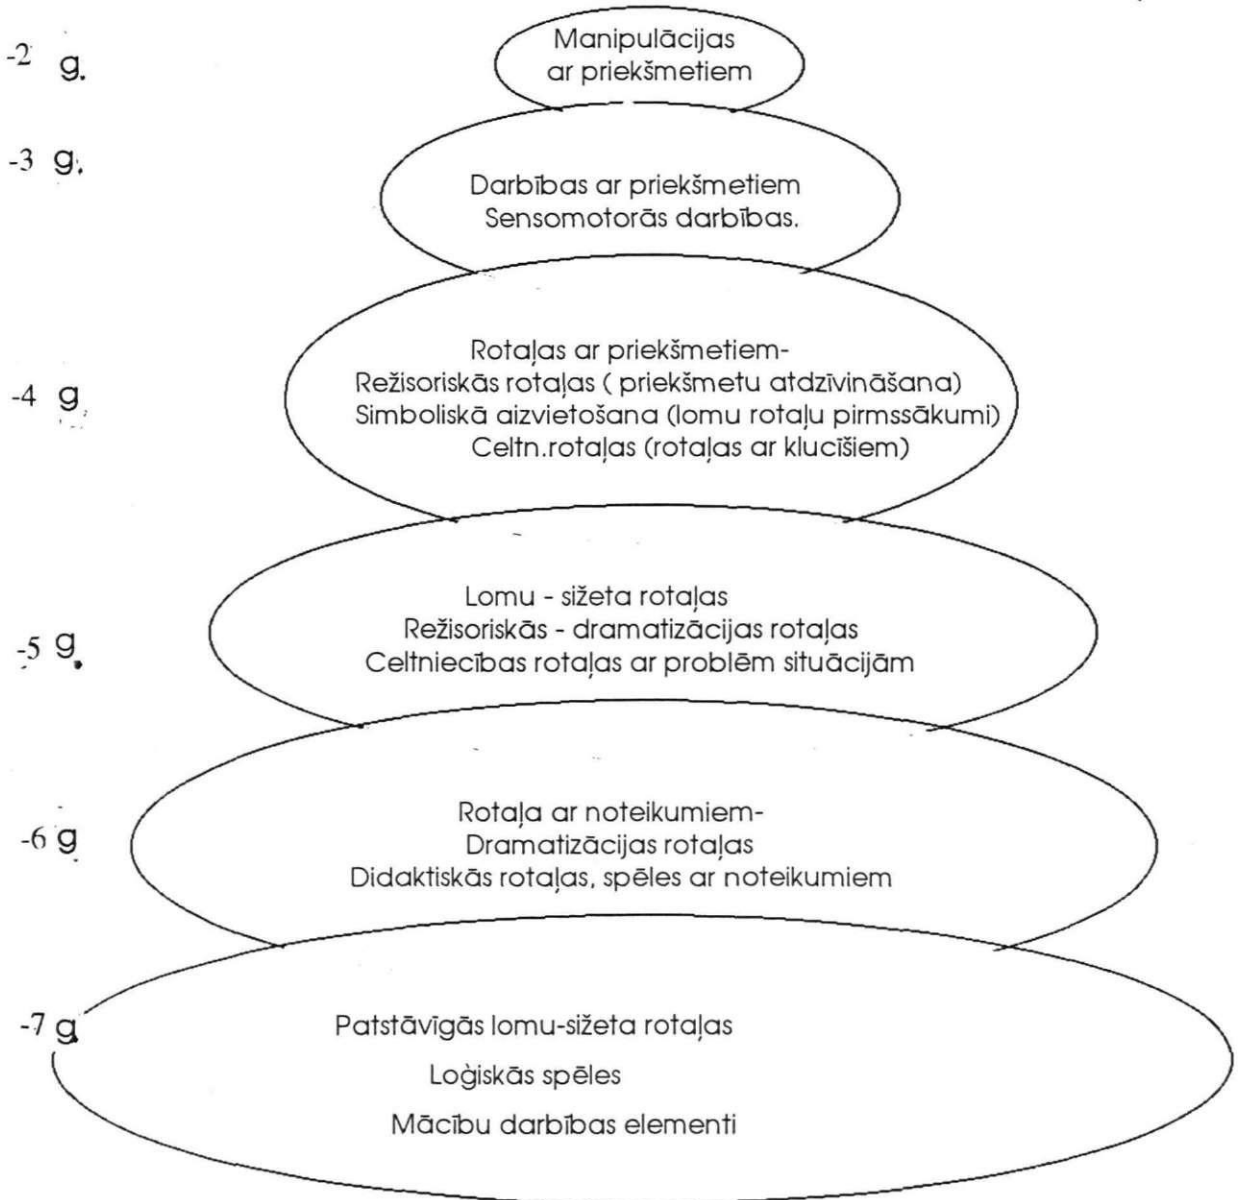 -2 g.
Manipulācijas
ar priekšmetiem
-3 g.
Darbības ar priekšmetiem
Sensomotorās darbības.
-4 g
Rotaļas ar priekšmetiem-
Režisoriskās rotaļas ( priekšmetu atdzīvināšana)
Simboliskā aizvietošana (lomu rotaļu pirmssākumi)
Celtn.rotaļas (rotaļas ar klucīšiem)
-5 g.
Lomu - sižeta rotaļas
Režisoriskās - dramatizācijas rotaļas
Celtniecības rotaļas ar problēm situācijām
-6 g
Rotaļa ar noteikumiem-
Dramatizācijas rotaļas
Didaktiskās rotaļas, spēles ar noteikumiem
-7 g
Patstāvīgās lomu-sižeta rotaļas
Loģiskās spēles
Mācību darbības elementi